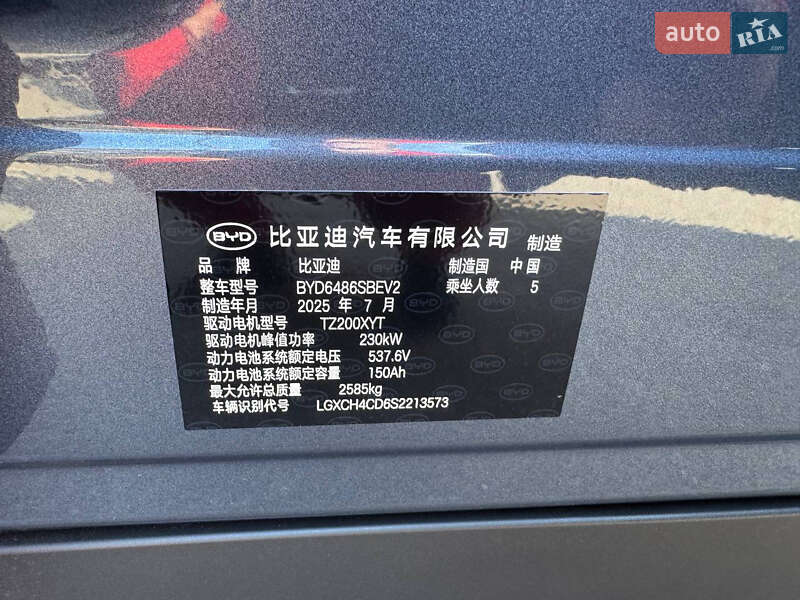 auto RIA.com
BYD 比亚迪汽车有限公司 制造
品 牌 比亚迪 制造国 中国
整车型号 BYD6486SBEV2 乘坐人数 5
制造年月 2025 年 7 月
驱动电机型号 TZ200XYT
驱动电机峰值功率 230kW
动力电池系统额定电压 537.6V
动力电池系统额定容量 150Ah
最大允许总质量 2585kg
车辆识别代号 LGXCH4CD6S2213573